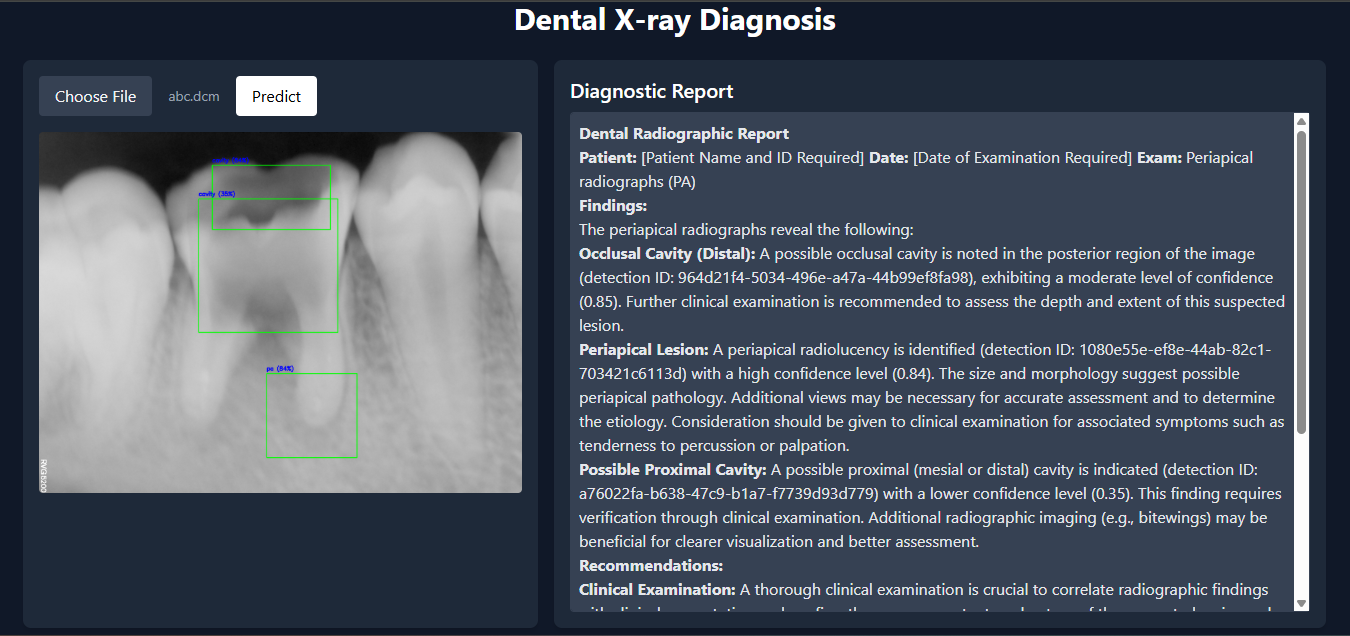 Dental X-ray Diagnosis
Choose File
abc.dcm
Predict
cavity (35%)
pa (84%)
RVG 5200
Diagnostic Report
Dental Radiographic Report
Patient: [Patient Name and ID Required] Date: [Date of Examination Required] Exam: Periapical
radiographs (PA)
Findings:
The periapical radiographs reveal the following:
Occlusal Cavity (Distal): A possible occlusal cavity is noted in the posterior region of the image
(detection ID: 964d21f4-5034-496e-a47a-44b99ef8fa98), exhibiting a moderate level of confidence
(0.85). Further clinical examination is recommended to assess the depth and extent of this suspected
lesion.
Periapical Lesion: A periapical radiolucency is identified (detection ID: 1080e55e-ef8e-44ab-82c1-
703421c6113d) with a high confidence level (0.84). The size and morphology suggest possible
periapical pathology. Additional views may be necessary for accurate assessment and to determine
the etiology. Consideration should be given to clinical examination for associated symptoms such as
tenderness to percussion or palpation.
Possible Proximal Cavity: A possible proximal (mesial or distal) cavity is indicated (detection ID:
a76022fa-b638-47c9-b1a7-f7739d93d779) with a lower confidence level (0.35). This finding requires
verification through clinical examination. Additional radiographic imaging (e.g., bitewings) may be
beneficial for clearer visualization and better assessment.
Recommendations:
Clinical Examination: A thorough clinical examination is crucial to correlate radiographic findings